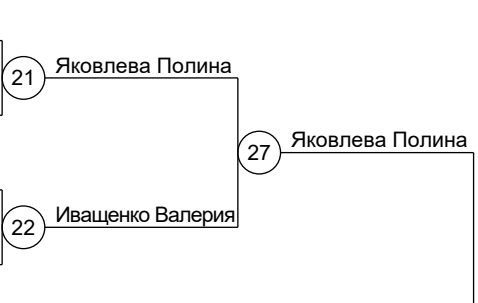 21 Яковлева Полина
27 Яковлева Полина
22 Иващенко Валерия